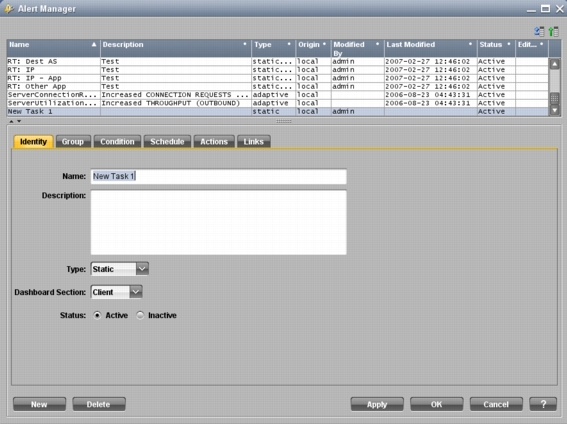 Alert Manager
Name Description Type Origin Modified By Last Modified Status Edit...
RT: Dest AS Test static... local admin 2007-02-27 12:46:02 Active
RT: IP Test static... local admin 2007-02-27 12:46:02 Active
RT: IP - App Test static... local admin 2007-02-27 12:46:02 Active
RT: Other App Test static... local admin 2007-02-27 12:46:02 Active
ServerConnectionR... Increased CONNECTION REQUESTS ... adaptive local 2006-08-23 04:43:31 Active
ServerUtilization... Increased THROUGHPUT (OUTBOUND) adaptive local 2006-08-23 04:43:31 Active
New Task 1 static local admin Active
Identity Group Condition Schedule Actions Links
Name: New Task 1
Description:
Type: Static
Dashboard Section: Client
Status: Active Inactive
New Delete Apply OK Cancel ?